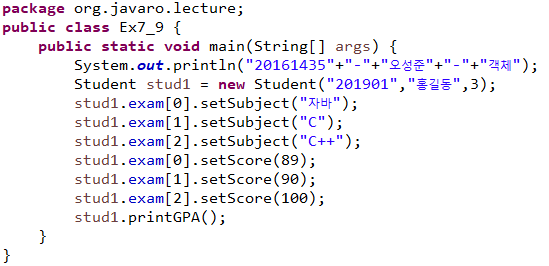 package org.javaro.lecture;
public class Ex7_9 {
    public static void main(String[] args) {
        System.out.println("20161435"+"-"+"오성준"+"-"+"객체");
        Student stud1 = new Student("201901","홍길동",3);
        stud1.exam[0].setSubject("자바");
        stud1.exam[1].setSubject("C");
        stud1.exam[2].setSubject("C++");
        stud1.exam[0].setScore(89);
        stud1.exam[1].setScore(90);
        stud1.exam[2].setScore(100);
        stud1.printGPA();
    }
}